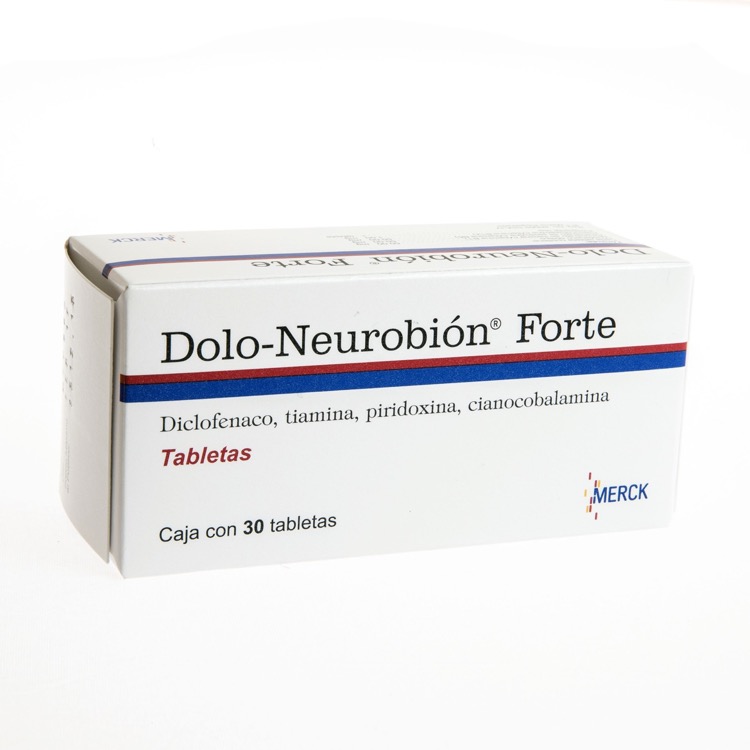 MERCK
Dolo-Neurobión® Forte
Dolo-Neurobión® Forte
Diclofenaco, tiamina, piridoxina, cianocobalamina
Tabletas
MERCK
Caja con 30 tabletas